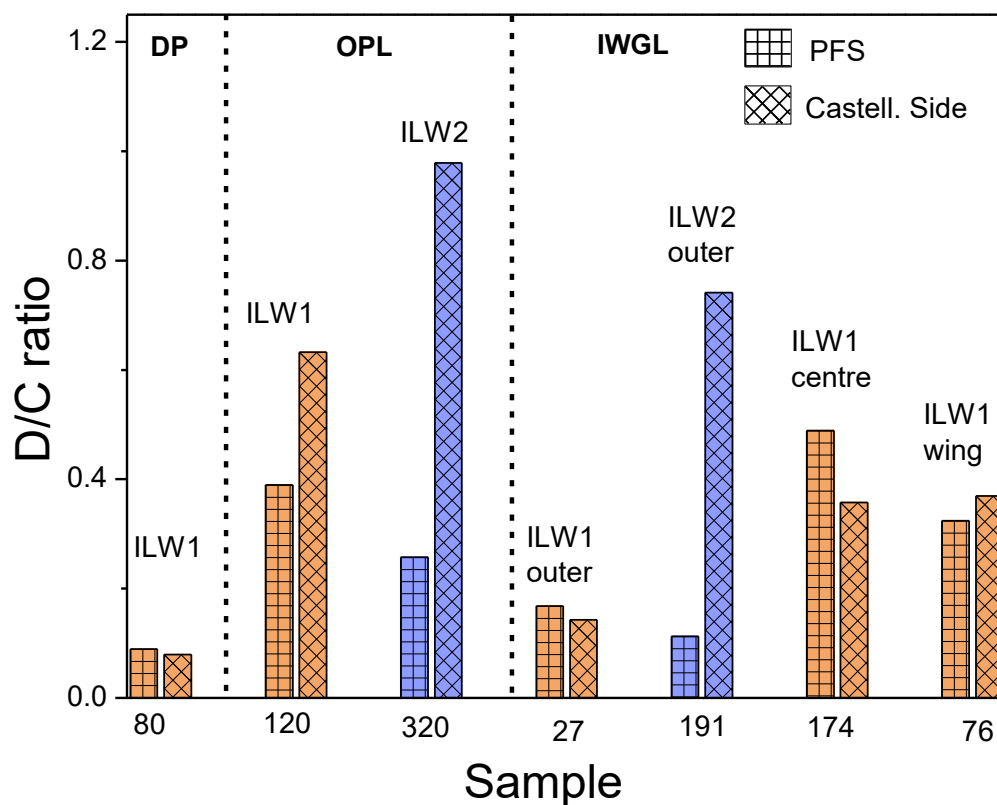 1.2
0.8
0.4
0.0
D/C ratio
DP
OPL
IWGL
PFS
Castell. Side
ILW1
ILW1
ILW2
ILW1
outer
ILW2
outer
ILW1
centre
ILW1
wing
80
120
320
27
191
174
76
Sample